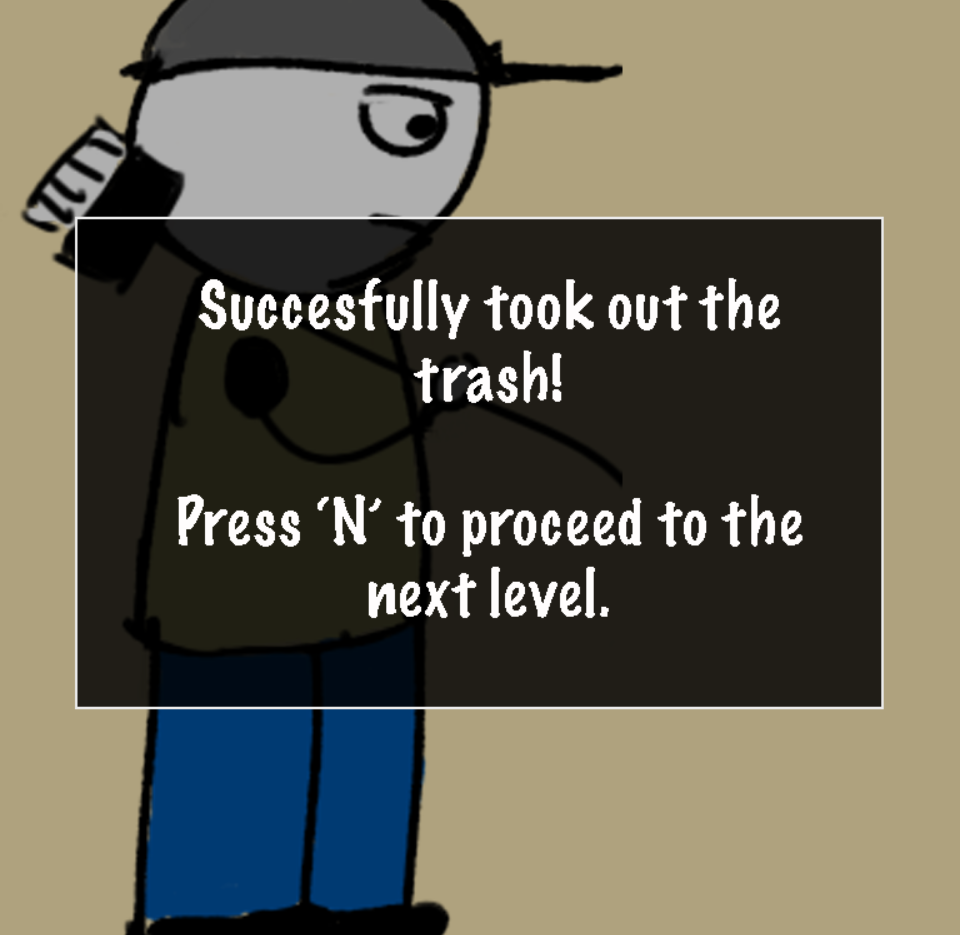 Succesfully took out the
trash!
Press ‘N’ to proceed to the
next level.